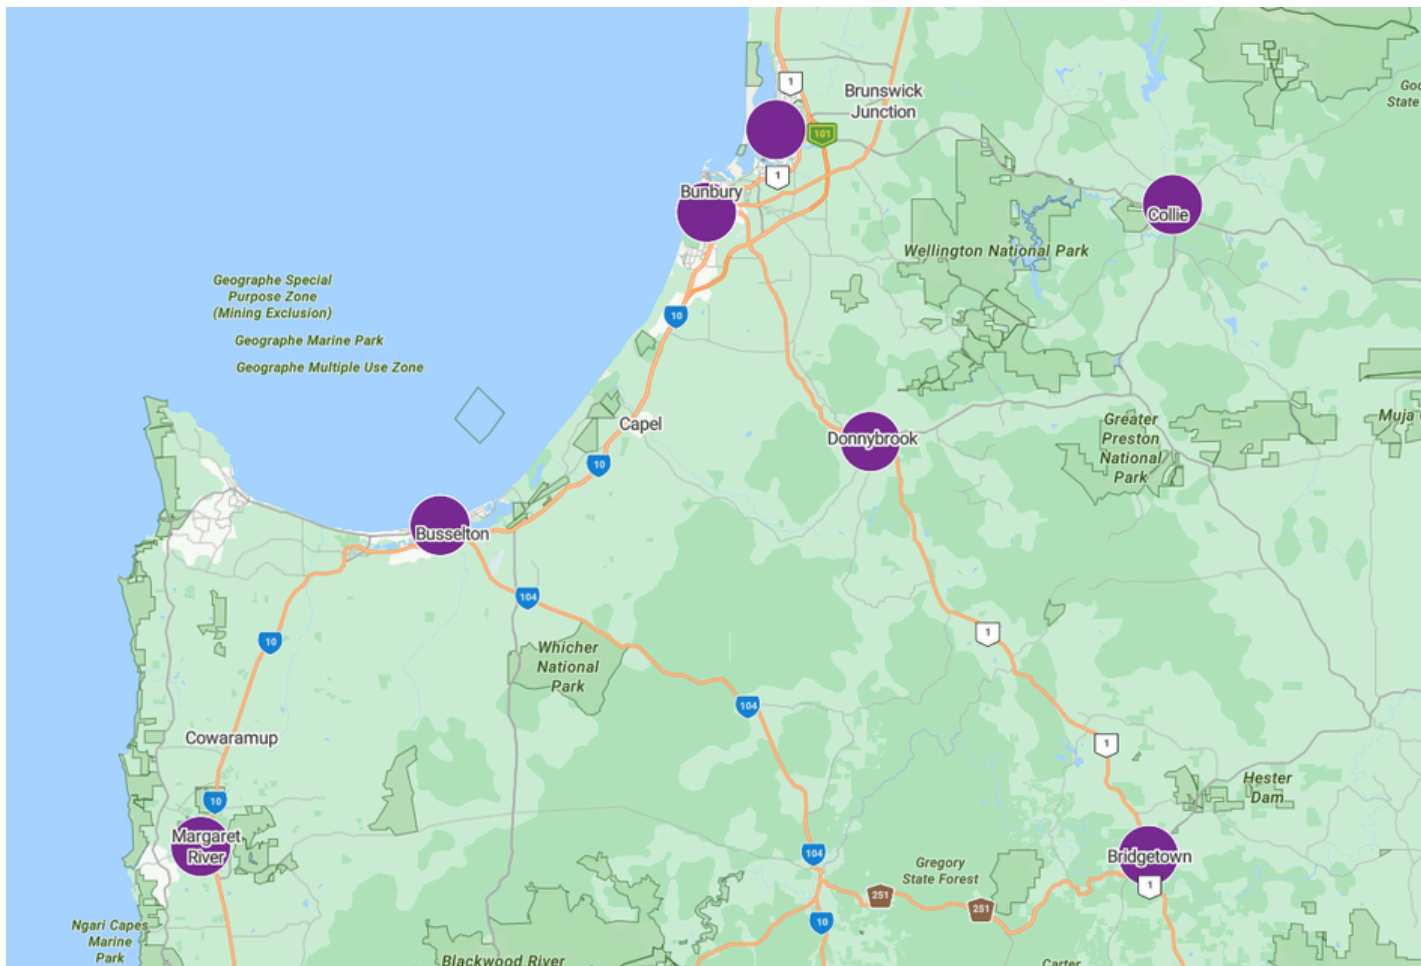 1
Brunswick
Junction
101
1
Bunbury
Collie
Wellington National Park
Geographe Special
Purpose Zone
(Mining Exclusion)
10
Geographe Marine Park
Geographe Multiple Use Zone
Capel
Donnybrook
Greater
Preston
National
Park
10
Busselton
104
10
1
Whicher
National
Park
104
Cowaramup
1
Hester
Dam
10
Margaret
River
104
Bridgetown
Gregory
State Forest
1
251
251
10
Ngari Capes
Marine
Park
Blackwood River
Carter